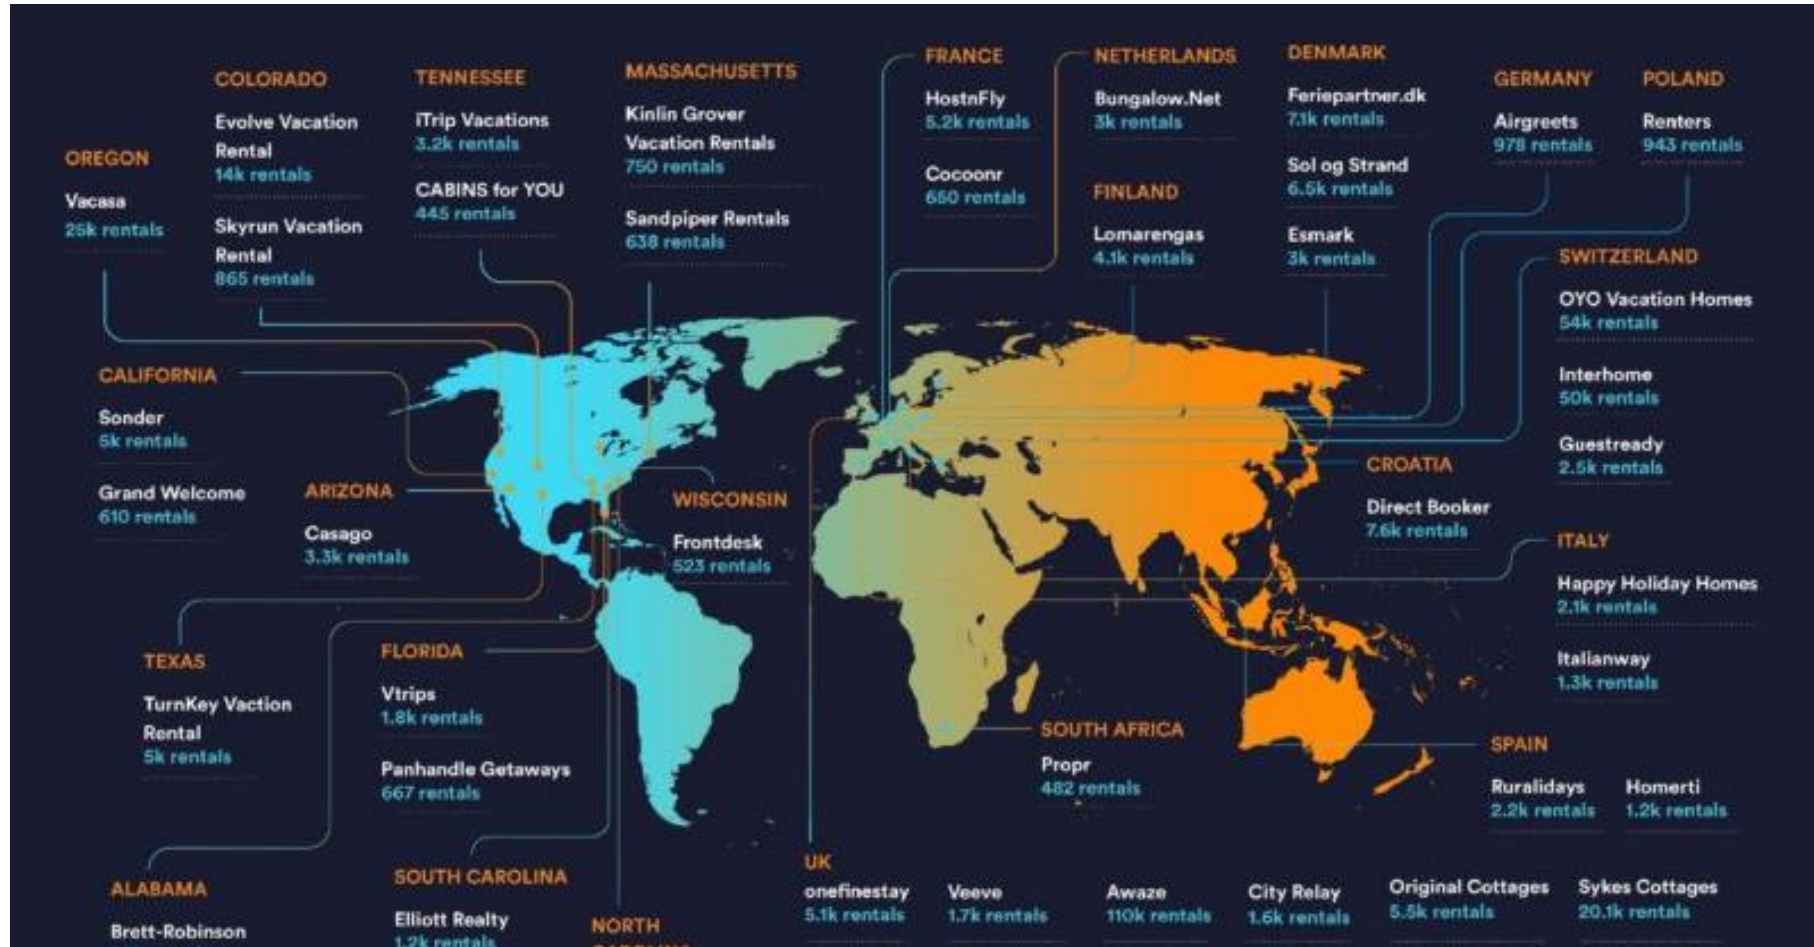 OREGON
Vacasa
25k rentals
COLORADO
Evolve Vacation
Rental
14k rentals
Skyrun Vacation
Rental
865 rentals
TENNESSEE
iTrip Vacations
3.2k rentals
CABINS for YOU
445 rentals
MASSACHUSETTS
Kinlin Grover
Vacation Rentals
750 rentals
Sandpiper Rentals
638 rentals
FRANCE
HostnFly
5.2k rentals
Cocoonr
650 rentals
NETHERLANDS
Bungalow.Net
3k rentals
FINLAND
Lomarengas
4.1k rentals
DENMARK
Feriepartner.dk
7.1k rentals
Sol og Strand
6.5k rentals
Esmark
3k rentals
GERMANY
Airgreets
978 rentals
POLAND
Renters
943 rentals
SWITZERLAND
OYO Vacation Homes
54k rentals
Interhome
50k rentals
Guestready
2.5k rentals
CALIFORNIA
Sonder
5k rentals
Grand Welcome
610 rentals
ARIZONA
Casago
3.3k rentals
WISCONSIN
Frontdesk
523 rentals
CROATIA
Direct Booker
7.6k rentals
ITALY
Happy Holiday Homes
2.1k rentals
Italianway
1.3k rentals
TEXAS
TurnKey Vaction
Rental
5k rentals
FLORIDA
Vtrips
1.8k rentals
Panhandle Getaways
667 rentals
SOUTH AFRICA
Propr
482 rentals
SPAIN
Ruralidays
2.2k rentals
Homerti
1.2k rentals
ALABAMA
Brett-Robinson
SOUTH CAROLINA
Elliott Realty
1.2k rentals
NORTH
UK
onefinestay
5.1k rentals
Veeve
1.7k rentals
Awaze
110k rentals
City Relay
1.6k rentals
Original Cottages
5.5k rentals
Sykes Cottages
20.1k rentals